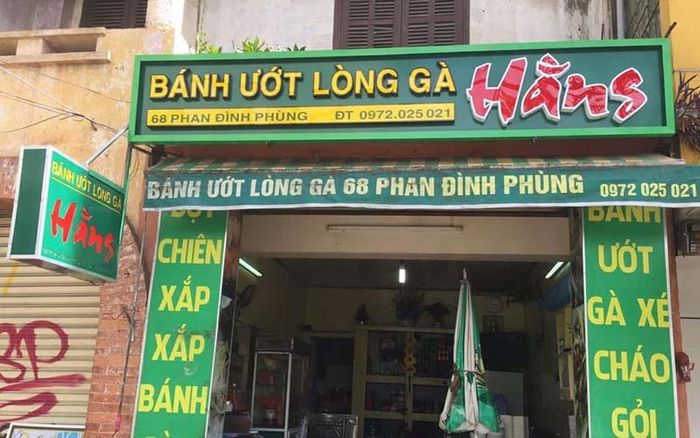 BÁNH ƯỚT LÒNG GÀ Hằng
68 PHAN ĐÌNH PHÙNG ĐT 0972.025 021
BÁNH ƯỚT LÒNG GÀ
Hằng
BÁNH ƯỚT LÒNG GÀ 68 PHAN ĐÌNH PHÙNG 0972 025 021
BỘT
CHIÊN
XẮP
XẮP
BÁNH
BÁNH
ƯỚT
GÀ XÉ
CHÁO
GỎI